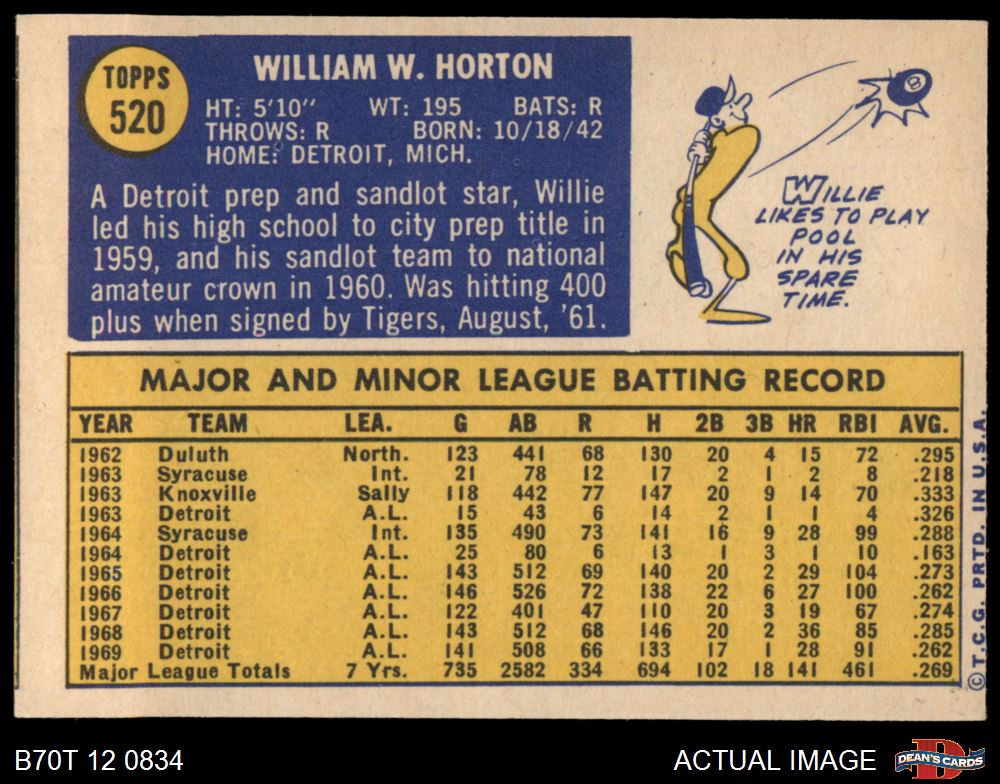 TOPPS
520
WILLIAM W. HORTON
HT: 5'10" WT: 195 BATS: R
THROWS: R BORN: 10/18/42
HOME: DETROIT, MICH.
A Detroit prep and sandlot star, Willie
led his high school to city prep title in
1959, and his sandlot team to national
amateur crown in 1960. Was hitting 400
plus when signed by Tigers, August, '61.
8
WILLIE
LIKES TO PLAY
POOL
IN HIS
SPARE
TIME.
MAJOR AND MINOR LEAGUE BATTING RECORD
YEAR TEAM LEA. G AB R H 2B 3B HR RBI AVG.
1962 Duluth North. 123 441 68 130 20 4 15 72 .295
1963 Syracuse Int. 21 78 12 17 2 1 2 8 .218
1963 Knoxville Sally 118 442 77 147 20 9 14 70 .333
1963 Detroit A.L. 15 43 6 14 2 1 1 4 .326
1964 Syracuse Int. 135 490 73 141 16 9 28 99 .288
1964 Detroit A.L. 25 80 6 13 1 3 1 10 .163
1965 Detroit A.L. 143 512 69 140 20 2 29 104 .273
1966 Detroit A.L. 146 526 72 138 22 6 27 100 .262
1967 Detroit A.L. 122 401 47 110 20 3 19 67 .274
1968 Detroit A.L. 143 512 68 146 20 2 36 85 .285
1969 Detroit A.L. 141 508 66 133 17 1 28 91 .262
Major League Totals 7 Yrs. 735 2582 334 694 102 18 141 461 .269
©T.C.G. PRTD. IN U.S.A.
B70T 12 0834
ACTUAL IMAGE
D
DEAN'S CARDS